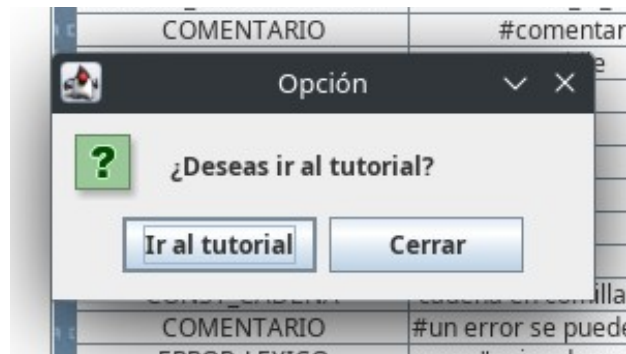 COMENTARIO #comentar
Opción
?
¿Deseas ir al tutorial?
Ir al tutorial Cerrar
COMENTARIO #un error se puede